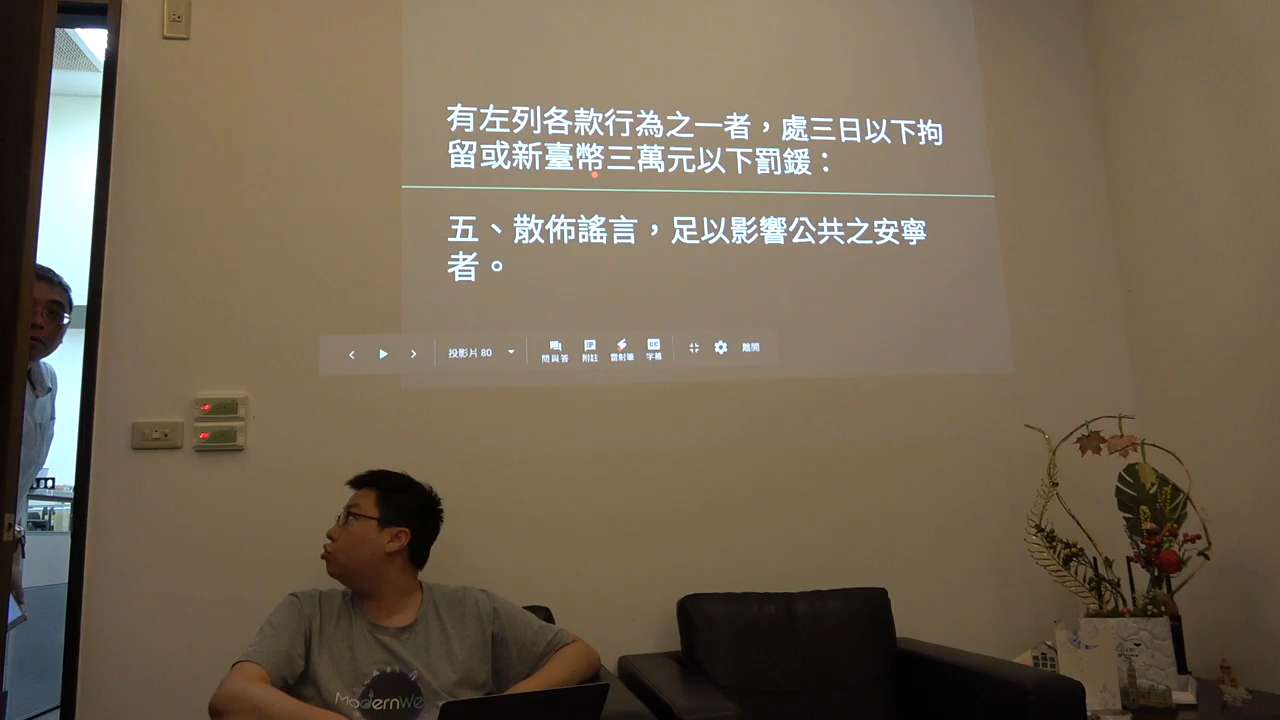 有左列各款行為之一者，處三日以下拘
留或新臺幣三萬元以下罰鍰：
五、散佈謠言，足以影響公共之安寧
者。
投影片 80
問與答
附註
雷射筆
字幕
離開
ModernWe